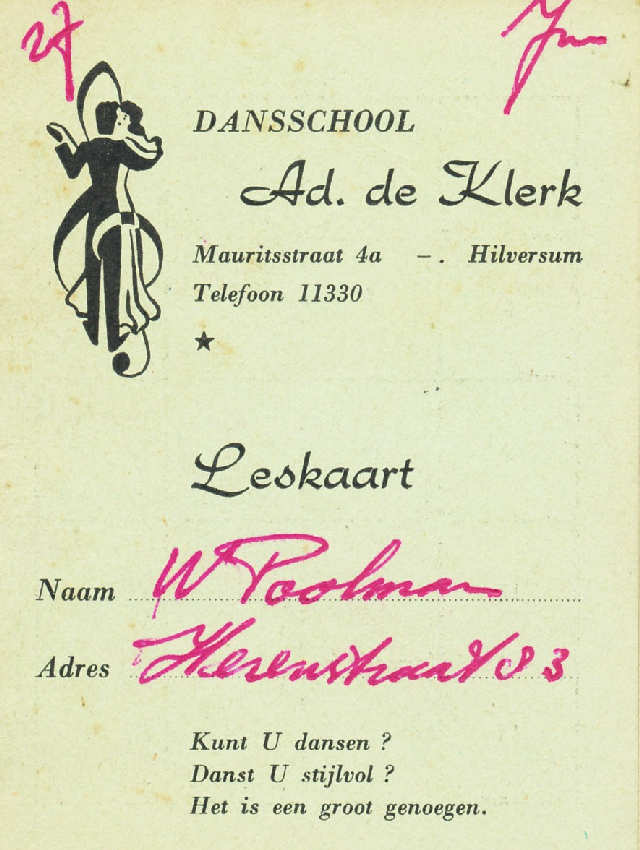 27
DANSSCHOOL
Ad. de Klerk
Mauritsstraat 4a — . Hilversum
Telefoon 11330
★
Leskaart
Naam W Poolman
Adres Herenstraat 83
Kunt U dansen ?
Danst U stijlvol ?
Het is een groot genoegen.